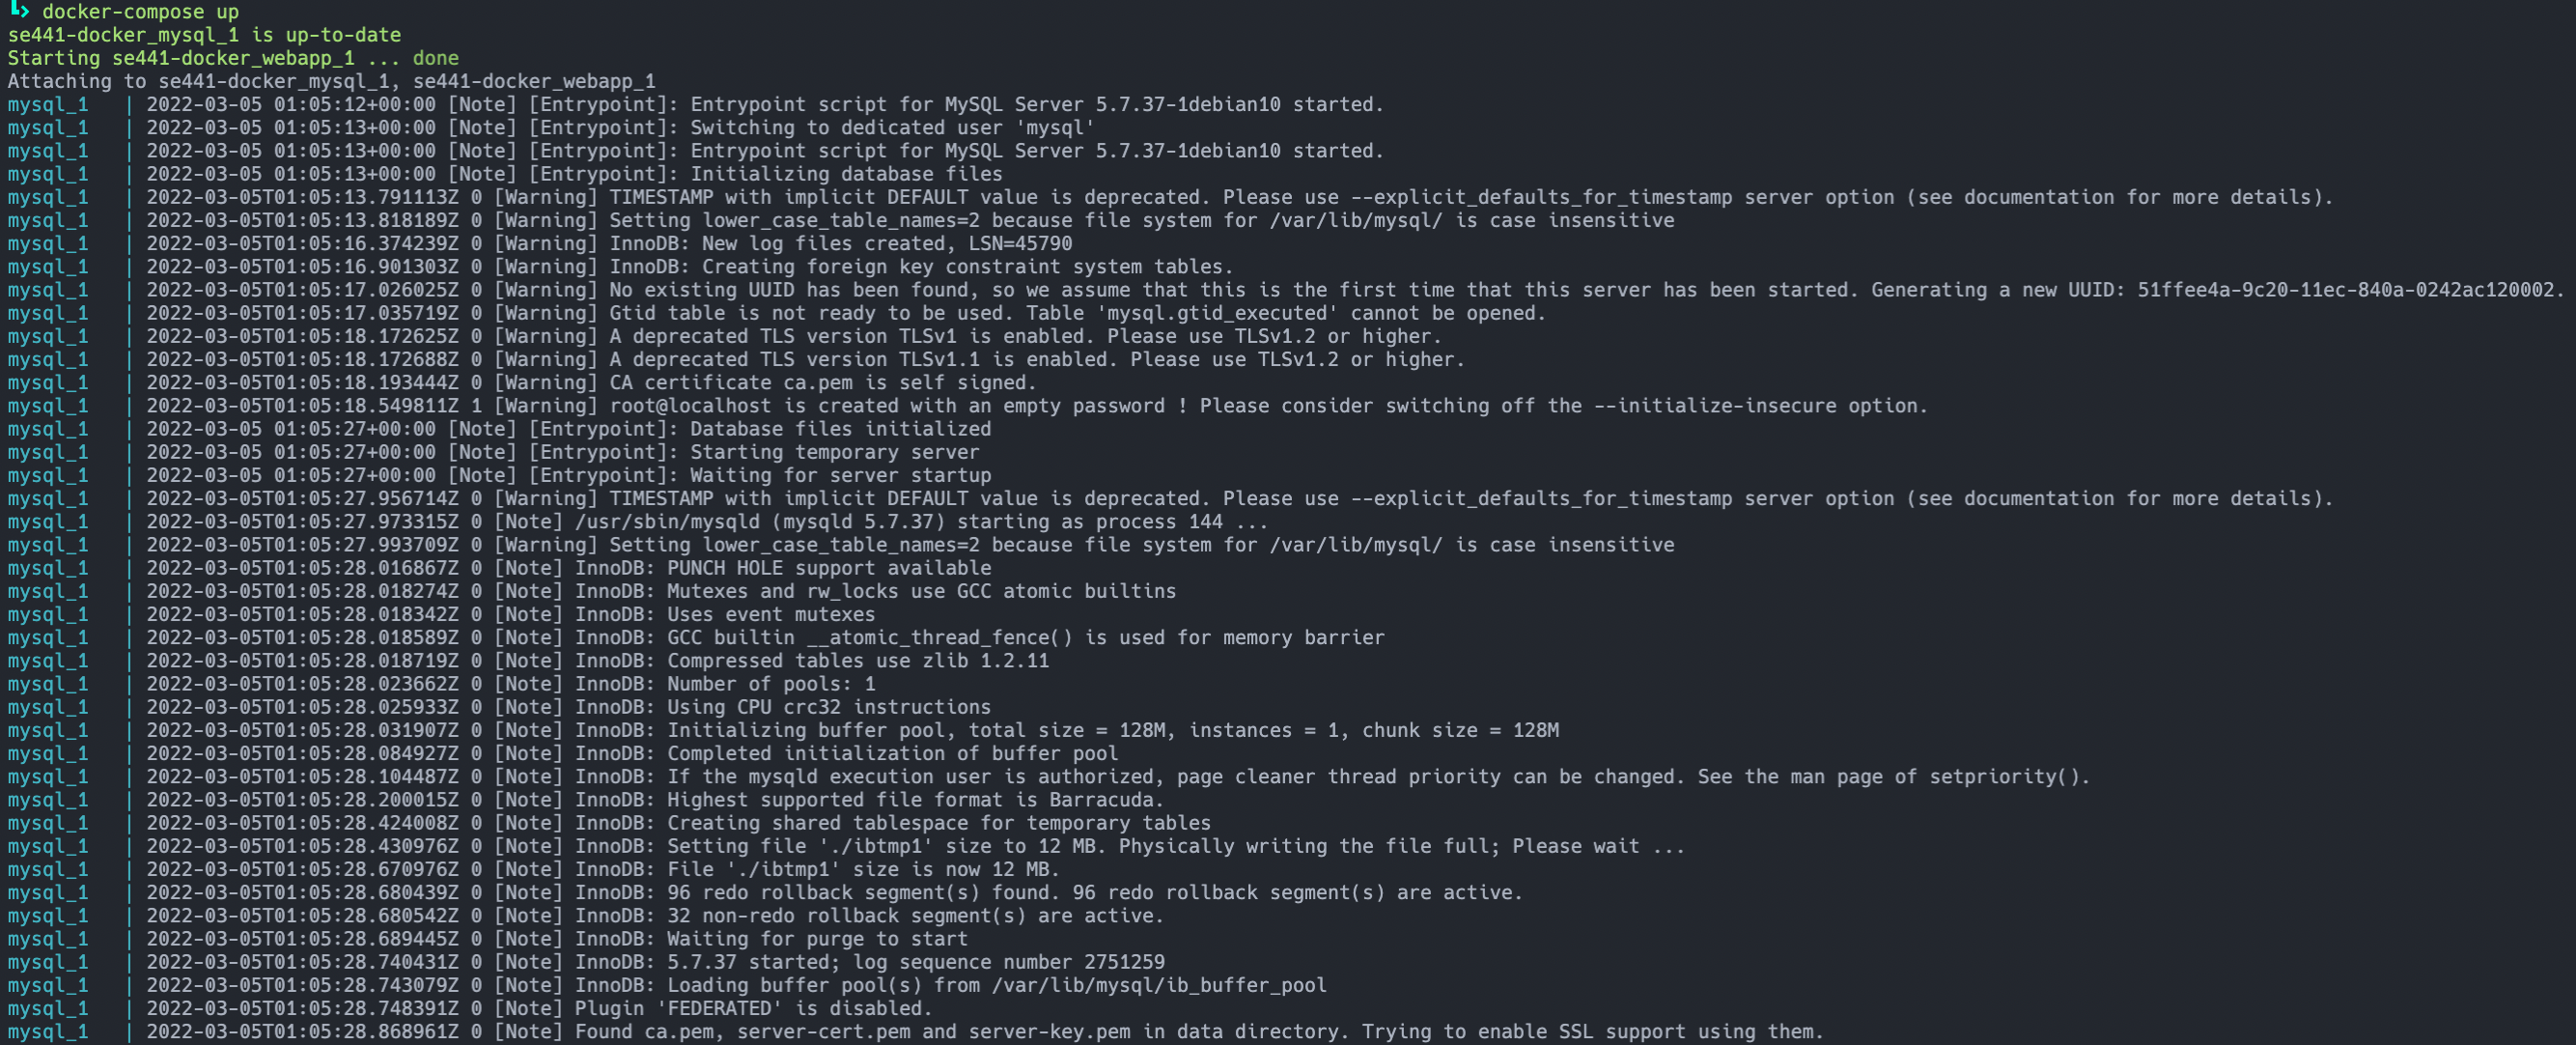 docker-compose up
se441-docker_mysql_1 is up-to-date
Starting se441-docker_webapp_1 ... done
Attaching to se441-docker_mysql_1, se441-docker_webapp_1
mysql_1   | 2022-03-05 01:05:12+00:00 [Note] [Entrypoint]: Entrypoint script for MySQL Server 5.7.37-1debian10 started.
mysql_1   | 2022-03-05 01:05:13+00:00 [Note] [Entrypoint]: Switching to dedicated user 'mysql'
mysql_1   | 2022-03-05 01:05:13+00:00 [Note] [Entrypoint]: Entrypoint script for MySQL Server 5.7.37-1debian10 started.
mysql_1   | 2022-03-05 01:05:13+00:00 [Note] [Entrypoint]: Initializing database files
mysql_1   | 2022-03-05T01:05:13.791113Z 0 [Warning] TIMESTAMP with implicit DEFAULT value is deprecated. Please use --explicit_defaults_for_timestamp server option (see documentation for more details).
mysql_1   | 2022-03-05T01:05:13.818189Z 0 [Warning] Setting lower_case_table_names=2 because file system for /var/lib/mysql/ is case insensitive
mysql_1   | 2022-03-05T01:05:16.374239Z 0 [Warning] InnoDB: New log files created, LSN=45790
mysql_1   | 2022-03-05T01:05:16.901303Z 0 [Warning] InnoDB: Creating foreign key constraint system tables.
mysql_1   | 2022-03-05T01:05:17.026025Z 0 [Warning] No existing UUID has been found, so we assume that this is the first time that this server has been started. Generating a new UUID: 51ffee4a-9c20-11ec-840a-0242ac120002.
mysql_1   | 2022-03-05T01:05:17.035719Z 0 [Warning] Gtid table is not ready to be used. Table 'mysql.gtid_executed' cannot be opened.
mysql_1   | 2022-03-05T01:05:18.172625Z 0 [Warning] A deprecated TLS version TLSv1 is enabled. Please use TLSv1.2 or higher.
mysql_1   | 2022-03-05T01:05:18.172688Z 0 [Warning] A deprecated TLS version TLSv1.1 is enabled. Please use TLSv1.2 or higher.
mysql_1   | 2022-03-05T01:05:18.193444Z 0 [Warning] CA certificate ca.pem is self signed.
mysql_1   | 2022-03-05T01:05:18.549811Z 1 [Warning] root@localhost is created with an empty password ! Please consider switching off the --initialize-insecure option.
mysql_1   | 2022-03-05 01:05:27+00:00 [Note] [Entrypoint]: Database files initialized
mysql_1   | 2022-03-05 01:05:27+00:00 [Note] [Entrypoint]: Starting temporary server
mysql_1   | 2022-03-05 01:05:27+00:00 [Note] [Entrypoint]: Waiting for server startup
mysql_1   | 2022-03-05T01:05:27.956714Z 0 [Warning] TIMESTAMP with implicit DEFAULT value is deprecated. Please use --explicit_defaults_for_timestamp server option (see documentation for more details).
mysql_1   | 2022-03-05T01:05:27.973315Z 0 [Note] /usr/sbin/mysqld (mysqld 5.7.37) starting as process 144 ...
mysql_1   | 2022-03-05T01:05:27.993709Z 0 [Warning] Setting lower_case_table_names=2 because file system for /var/lib/mysql/ is case insensitive
mysql_1   | 2022-03-05T01:05:28.016867Z 0 [Note] InnoDB: PUNCH HOLE support available
mysql_1   | 2022-03-05T01:05:28.018274Z 0 [Note] InnoDB: Mutexes and rw_locks use GCC atomic builtins
mysql_1   | 2022-03-05T01:05:28.018342Z 0 [Note] InnoDB: Uses event mutexes
mysql_1   | 2022-03-05T01:05:28.018589Z 0 [Note] InnoDB: GCC builtin __atomic_thread_fence() is used for memory barrier
mysql_1   | 2022-03-05T01:05:28.018719Z 0 [Note] InnoDB: Compressed tables use zlib 1.2.11
mysql_1   | 2022-03-05T01:05:28.023662Z 0 [Note] InnoDB: Number of pools: 1
mysql_1   | 2022-03-05T01:05:28.025933Z 0 [Note] InnoDB: Using CPU crc32 instructions
mysql_1   | 2022-03-05T01:05:28.031907Z 0 [Note] InnoDB: Initializing buffer pool, total size = 128M, instances = 1, chunk size = 128M
mysql_1   | 2022-03-05T01:05:28.084927Z 0 [Note] InnoDB: Completed initialization of buffer pool
mysql_1   | 2022-03-05T01:05:28.104487Z 0 [Note] InnoDB: If the mysqld execution user is authorized, page cleaner thread priority can be changed. See the man page of setpriority().
mysql_1   | 2022-03-05T01:05:28.200015Z 0 [Note] InnoDB: Highest supported file format is Barracuda.
mysql_1   | 2022-03-05T01:05:28.424008Z 0 [Note] InnoDB: Creating shared tablespace for temporary tables
mysql_1   | 2022-03-05T01:05:28.430976Z 0 [Note] InnoDB: Setting file './ibtmp1' size to 12 MB. Physically writing the file full; Please wait ...
mysql_1   | 2022-03-05T01:05:28.670976Z 0 [Note] InnoDB: File './ibtmp1' size is now 12 MB.
mysql_1   | 2022-03-05T01:05:28.680439Z 0 [Note] InnoDB: 96 redo rollback segment(s) found. 96 redo rollback segment(s) are active.
mysql_1   | 2022-03-05T01:05:28.680542Z 0 [Note] InnoDB: 32 non-redo rollback segment(s) are active.
mysql_1   | 2022-03-05T01:05:28.689445Z 0 [Note] InnoDB: Waiting for purge to start
mysql_1   | 2022-03-05T01:05:28.740431Z 0 [Note] InnoDB: 5.7.37 started; log sequence number 2751259
mysql_1   | 2022-03-05T01:05:28.743079Z 0 [Note] InnoDB: Loading buffer pool(s) from /var/lib/mysql/ib_buffer_pool
mysql_1   | 2022-03-05T01:05:28.748391Z 0 [Note] Plugin 'FEDERATED' is disabled.
mysql_1   | 2022-03-05T01:05:28.868961Z 0 [Note] Found ca.pem, server-cert.pem and server-key.pem in data directory. Trying to enable SSL support using them.